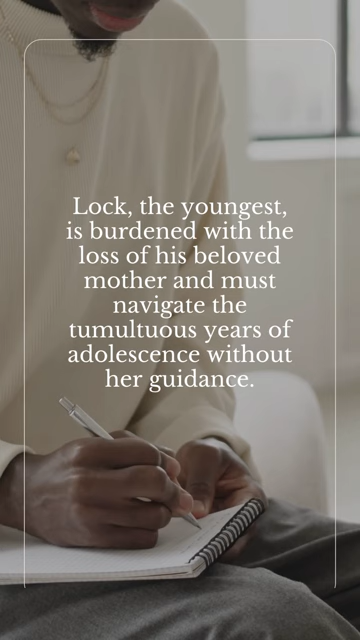 Lock, the youngest,
is burdened with the
loss of his beloved
mother and must
navigate the
tumultuous years of
adolescence without
her guidance.